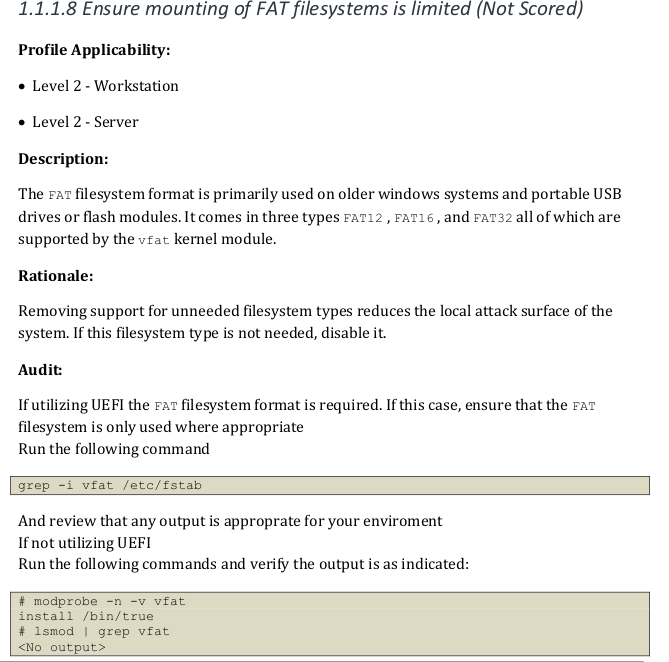 1.1.1.8 Ensure mounting of FAT filesystems is limited (Not Scored)
Profile Applicability:
• Level 2 - Workstation
• Level 2 - Server
Description:
The FAT filesystem format is primarily used on older windows systems and portable USB
drives or flash modules. It comes in three types FAT12 , FAT16 , and FAT32 all of which are
supported by the vfat kernel module.
Rationale:
Removing support for unneeded filesystem types reduces the local attack surface of the
system. If this filesystem type is not needed, disable it.
Audit:
If utilizing UEFI the FAT filesystem format is required. If this case, ensure that the FAT
filesystem is only used where appropriate
Run the following command
grep -i vfat /etc/fstab
And review that any output is approprate for your enviroment
If not utilizing UEFI
Run the following commands and verify the output is as indicated:
# modprobe -n -v vfat
install /bin/true
# lsmod | grep vfat
<No output>